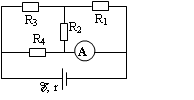 R₃ R₁
R₂
R₄ A
ℰ, r